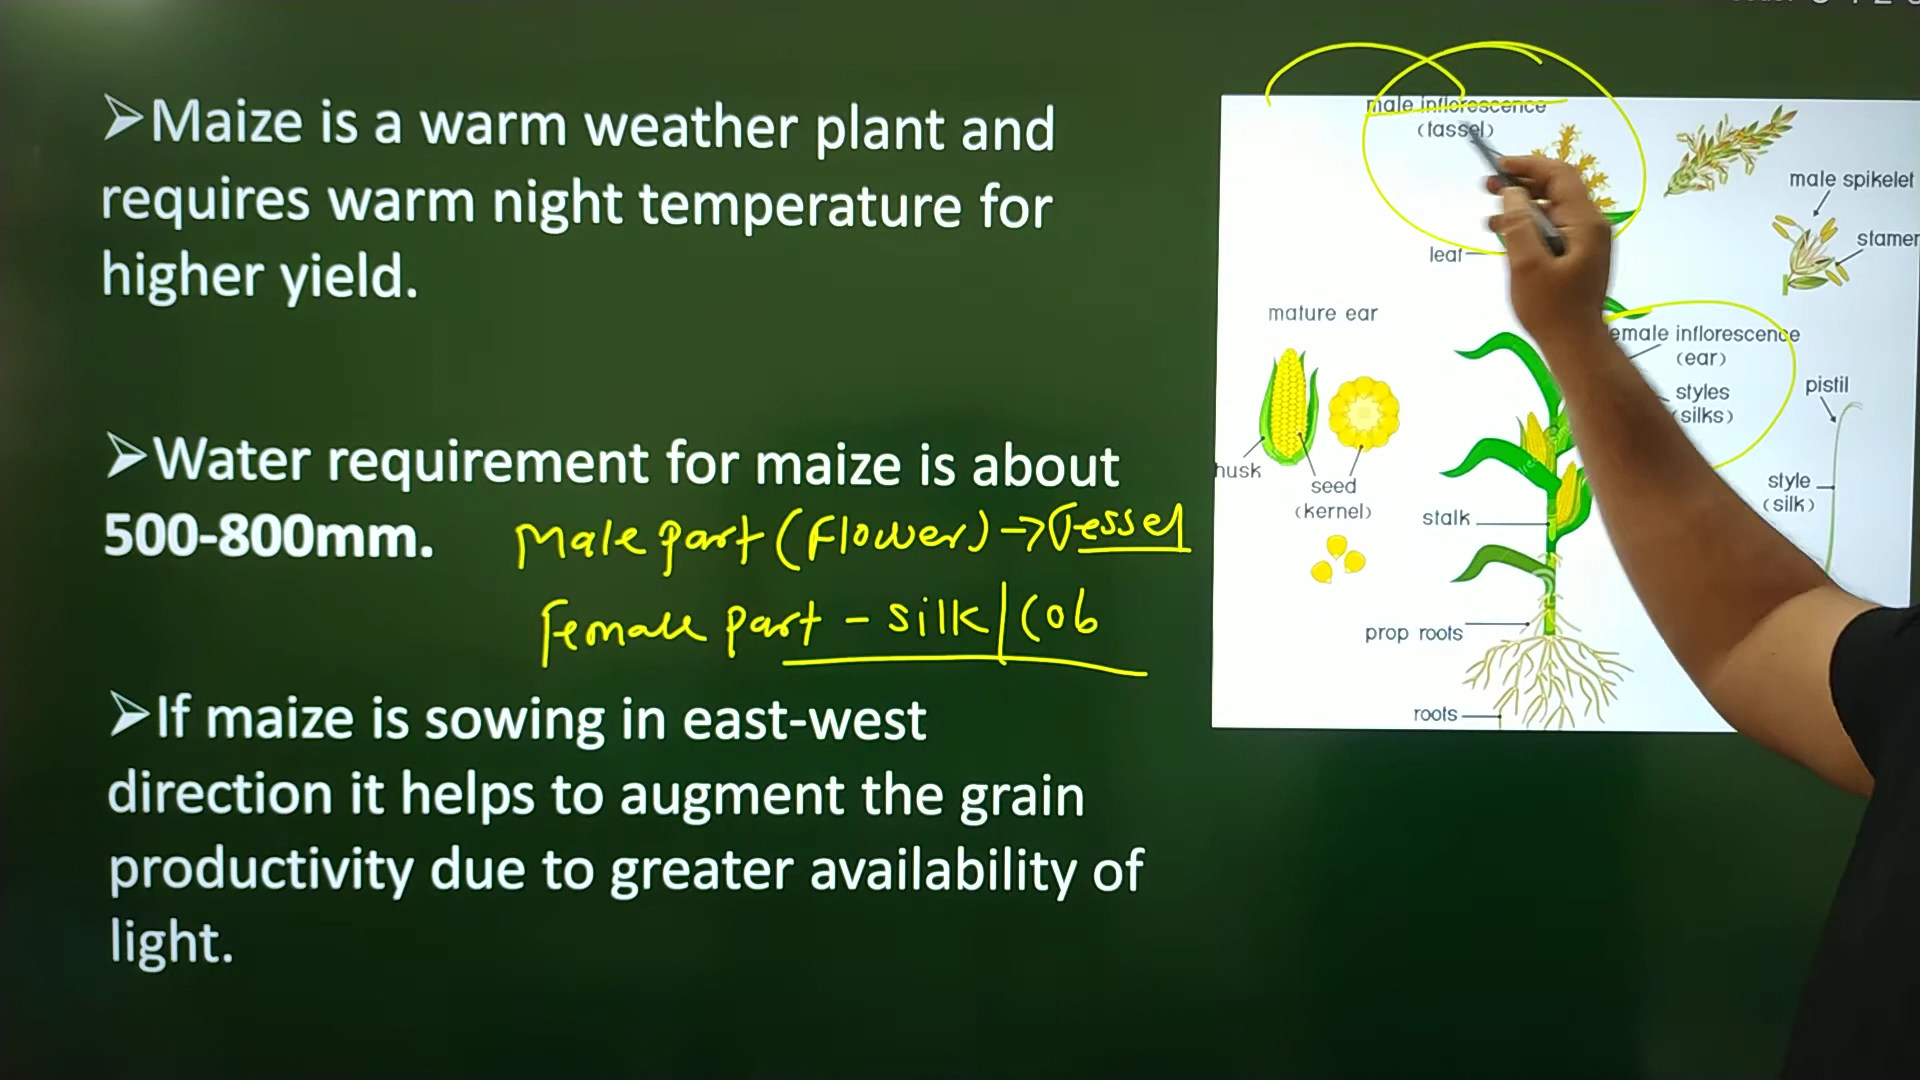 ➢Maize is a warm weather plant and
requires warm night temperature for
higher yield.
➢Water requirement for maize is about
500-800mm.
Male part (Flower) → Tessel
Female part - silk | Cob
➢If maize is sowing in east-west
direction it helps to augment the grain
productivity due to greater availability of
light.
male inflorescence
(tassel)
male spikelet
stamen
leaf
mature ear
emale inflorescence
(ear)
styles
(silks)
pistil
husk
seed
(kernel)
style
(silk)
stalk
prop roots
roots